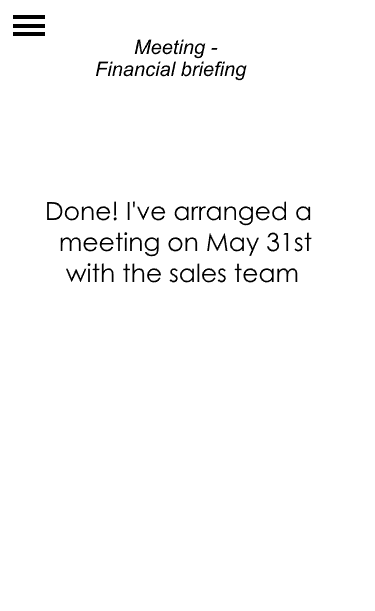 Meeting -
Financial briefing
Done! I've arranged a
meeting on May 31st
with the sales team